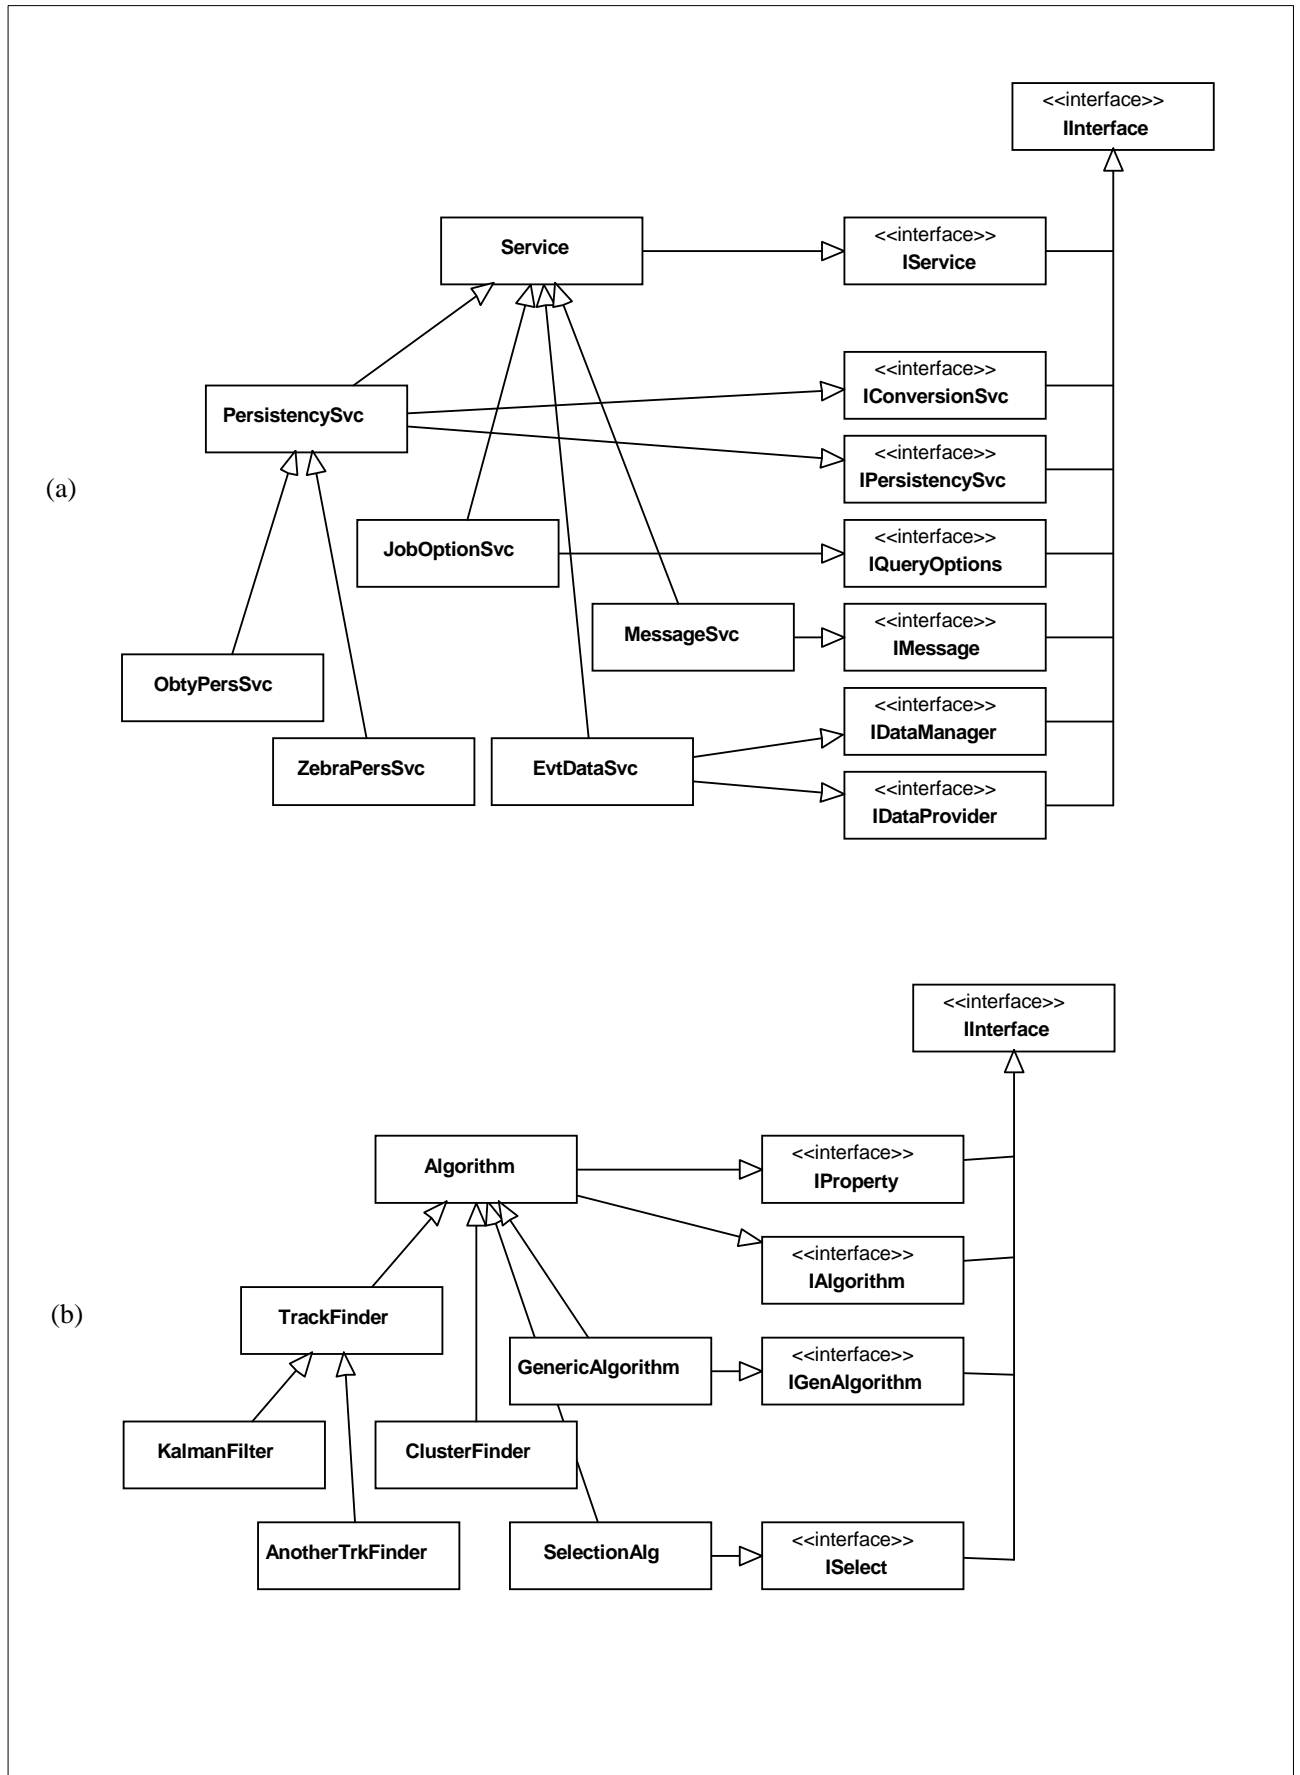 <<interface>>
IInterface
Service
<<interface>>
IService
<<interface>>
IConversionSvc
PersistencySvc
<<interface>>
IPersistencySvc
(a)
<<interface>>
IQueryOptions
JobOptionSvc
<<interface>>
IMessage
MessageSvc
ObtyPersSvc
<<interface>>
IDataManager
ZebraPersSvc
EvtDataSvc
<<interface>>
IDataProvider
<<interface>>
IInterface
Algorithm
<<interface>>
IProperty
<<interface>>
IAlgorithm
(b)
TrackFinder
GenericAlgorithm
<<interface>>
IGenAlgorithm
KalmanFilter
ClusterFinder
AnotherTrkFinder
SelectionAlg
<<interface>>
ISelect